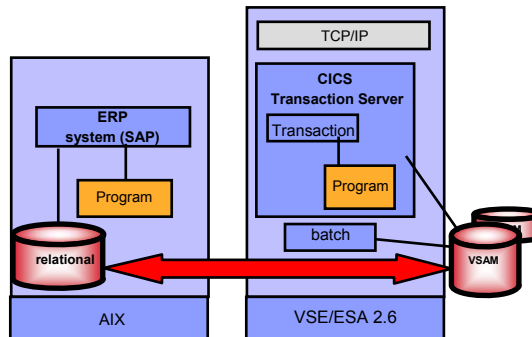 TCP/IP
CICS
Transaction Server
ERP
system (SAP)
Transaction
Program
Program
batch
relational
VSAM
AIX
VSE/ESA 2.6